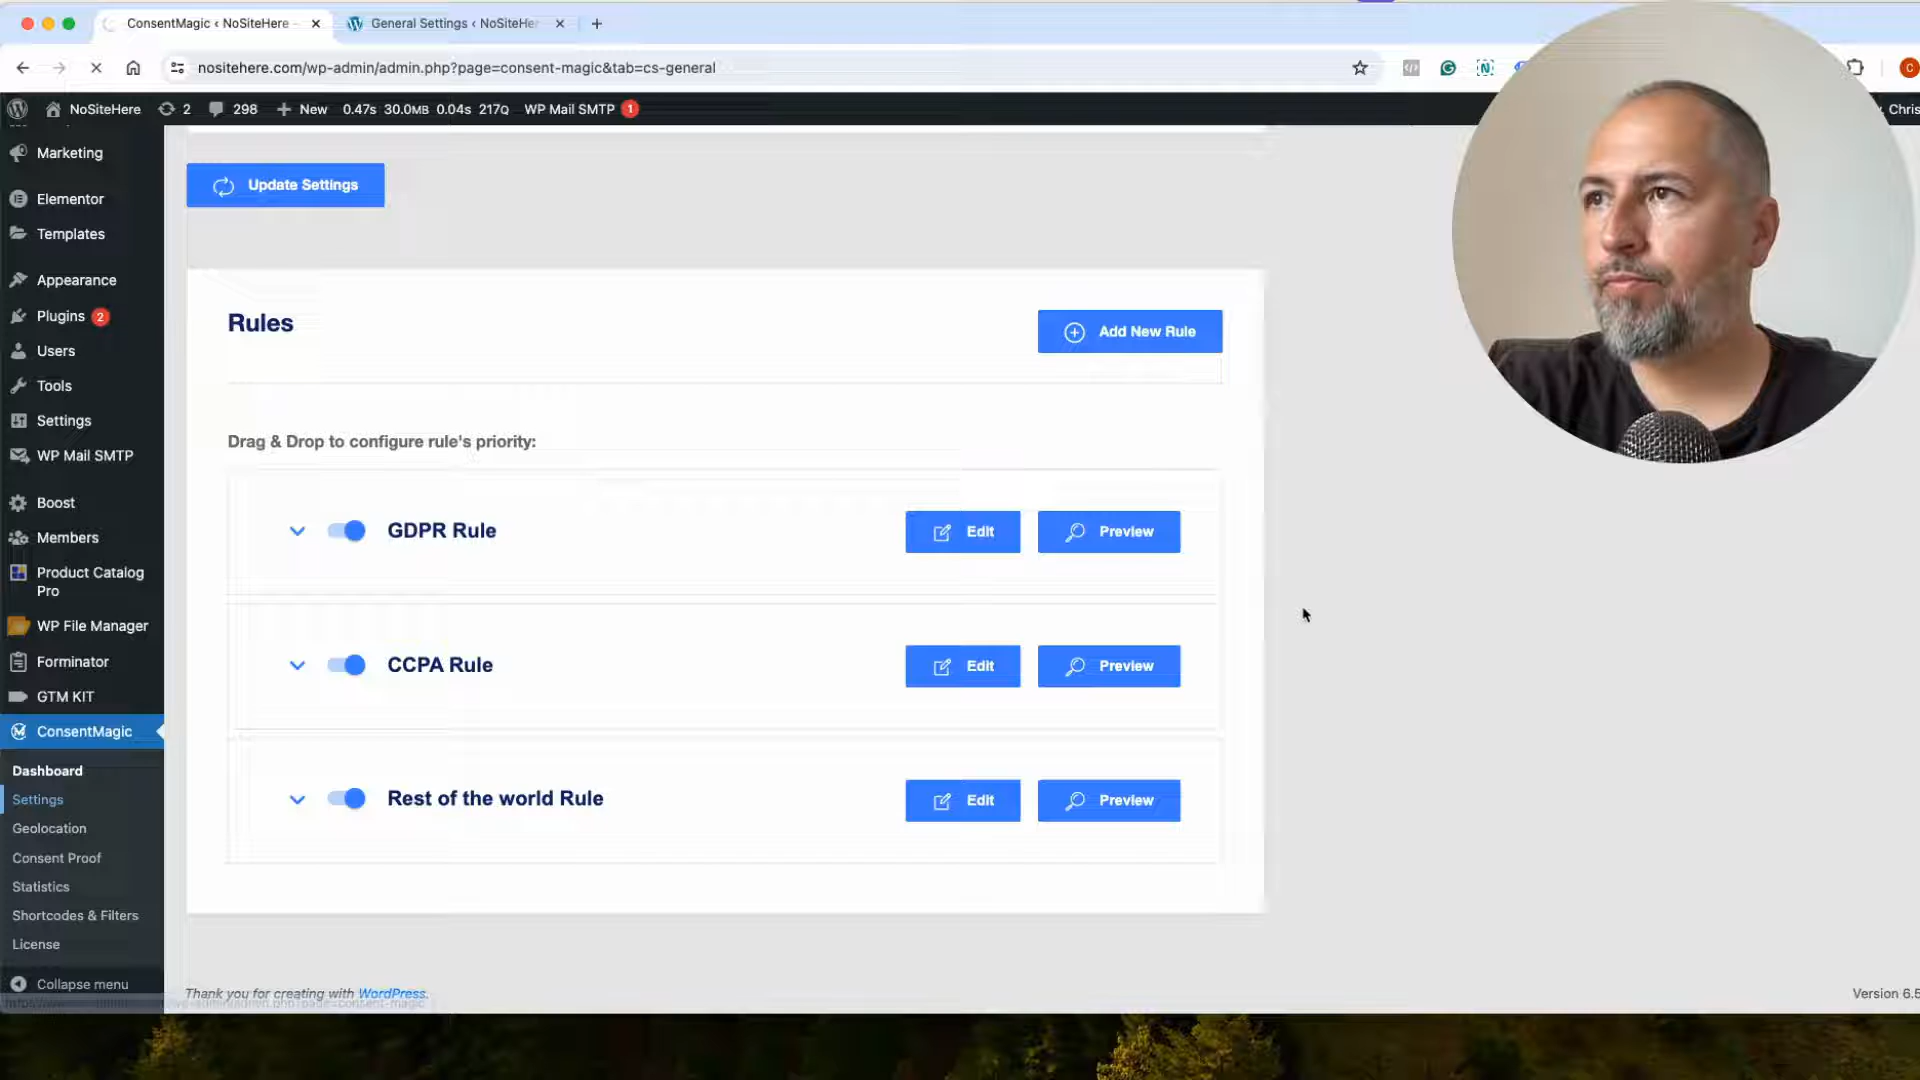 ConsentMagic ‹ NoSiteHere –
General Settings ‹ NoSiteHer
nositehere.com/wp-admin/admin.php?page=consent-magic&tab=cs-general
NoSiteHere
2
298
New
0.47s 30.0MB 0.04s 217Q
WP Mail SMTP
1
Chris
Marketing
Elementor
Templates
Appearance
Plugins
2
Users
Tools
Settings
WP Mail SMTP
Boost
Members
Product Catalog
Pro
WP File Manager
Forminator
GTM KIT
ConsentMagic
Dashboard
Settings
Geolocation
Consent Proof
Statistics
Shortcodes & Filters
License
Collapse menu
Update Settings
Rules
Add New Rule
Drag & Drop to configure rule's priority:
GDPR Rule
Edit
Preview
CCPA Rule
Edit
Preview
Rest of the world Rule
Edit
Preview
Thank you for creating with WordPress.
Version 6.5